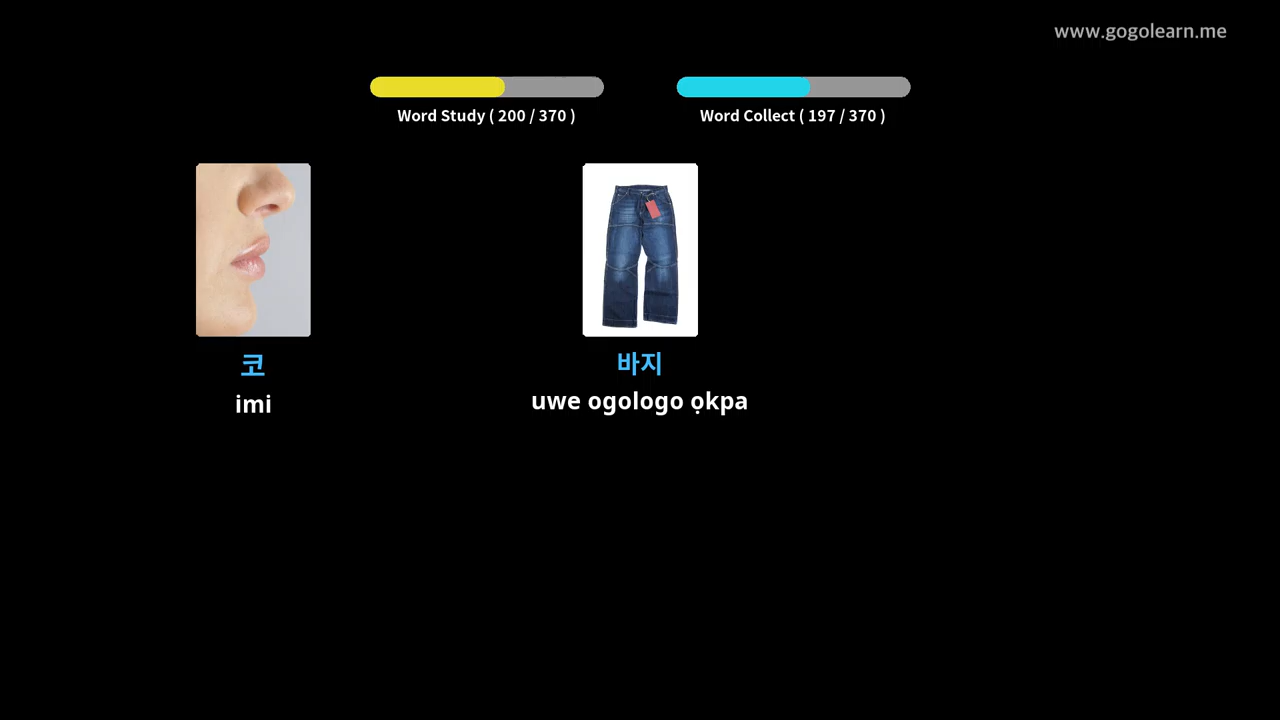 www.gogolearn.me
Word Study ( 200 / 370 )
Word Collect ( 197 / 370 )
코
imi
바지
uwe ogologo ọkpa